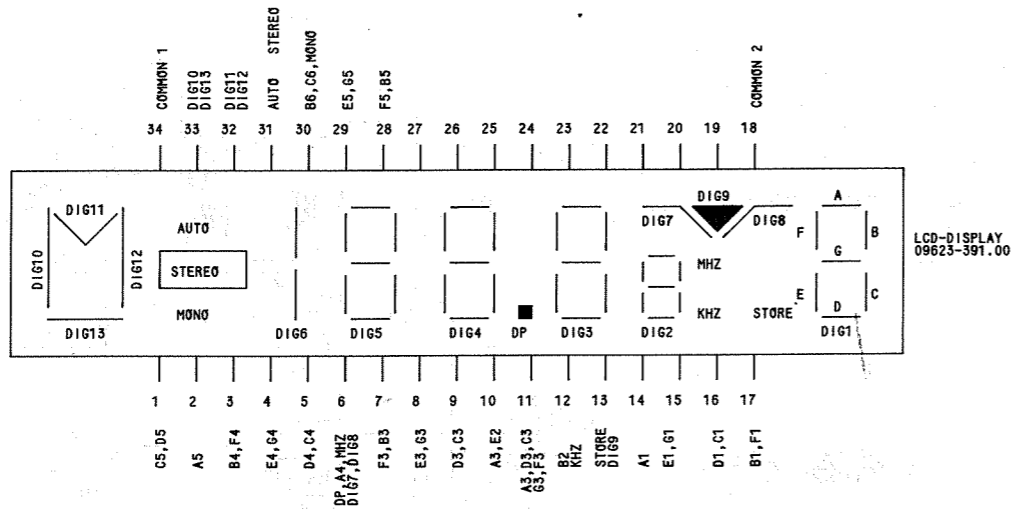 COMMON 1
DIG10
DIG13
DIG11
DIG12
AUTO STEREO
B6,C6,MONO
E5,G5
F5,B5
COMMON 2
34 33 32 31 30 29 28 27 26 25 24 23 22 21 20 19 18
DIG11
DIG10
DIG12
DIG13
AUTO
STEREO
MONO
DIG6
DIG5
DIG4
DP
DIG3
DIG7
DIG9
DIG8
MHZ
KHZ
DIG2
STORE
A
F
B
G
E
C
D
DIG1
LCD-DISPLAY
09623-391.00
1 2 3 4 5 6 7 8 9 10 11 12 13 14 15 16 17
C5,D5
A5
B4,F4
E4,G4
D4,C4
DP,A4,MHZ
DIG7,DIG8
F3,B3
E3,G3
D3,C3
A3,E2
A3,D3,C3
G3,F3
B2
KHZ
STORE
DIG9
A1
E1,G1
D1,C1
B1,F1